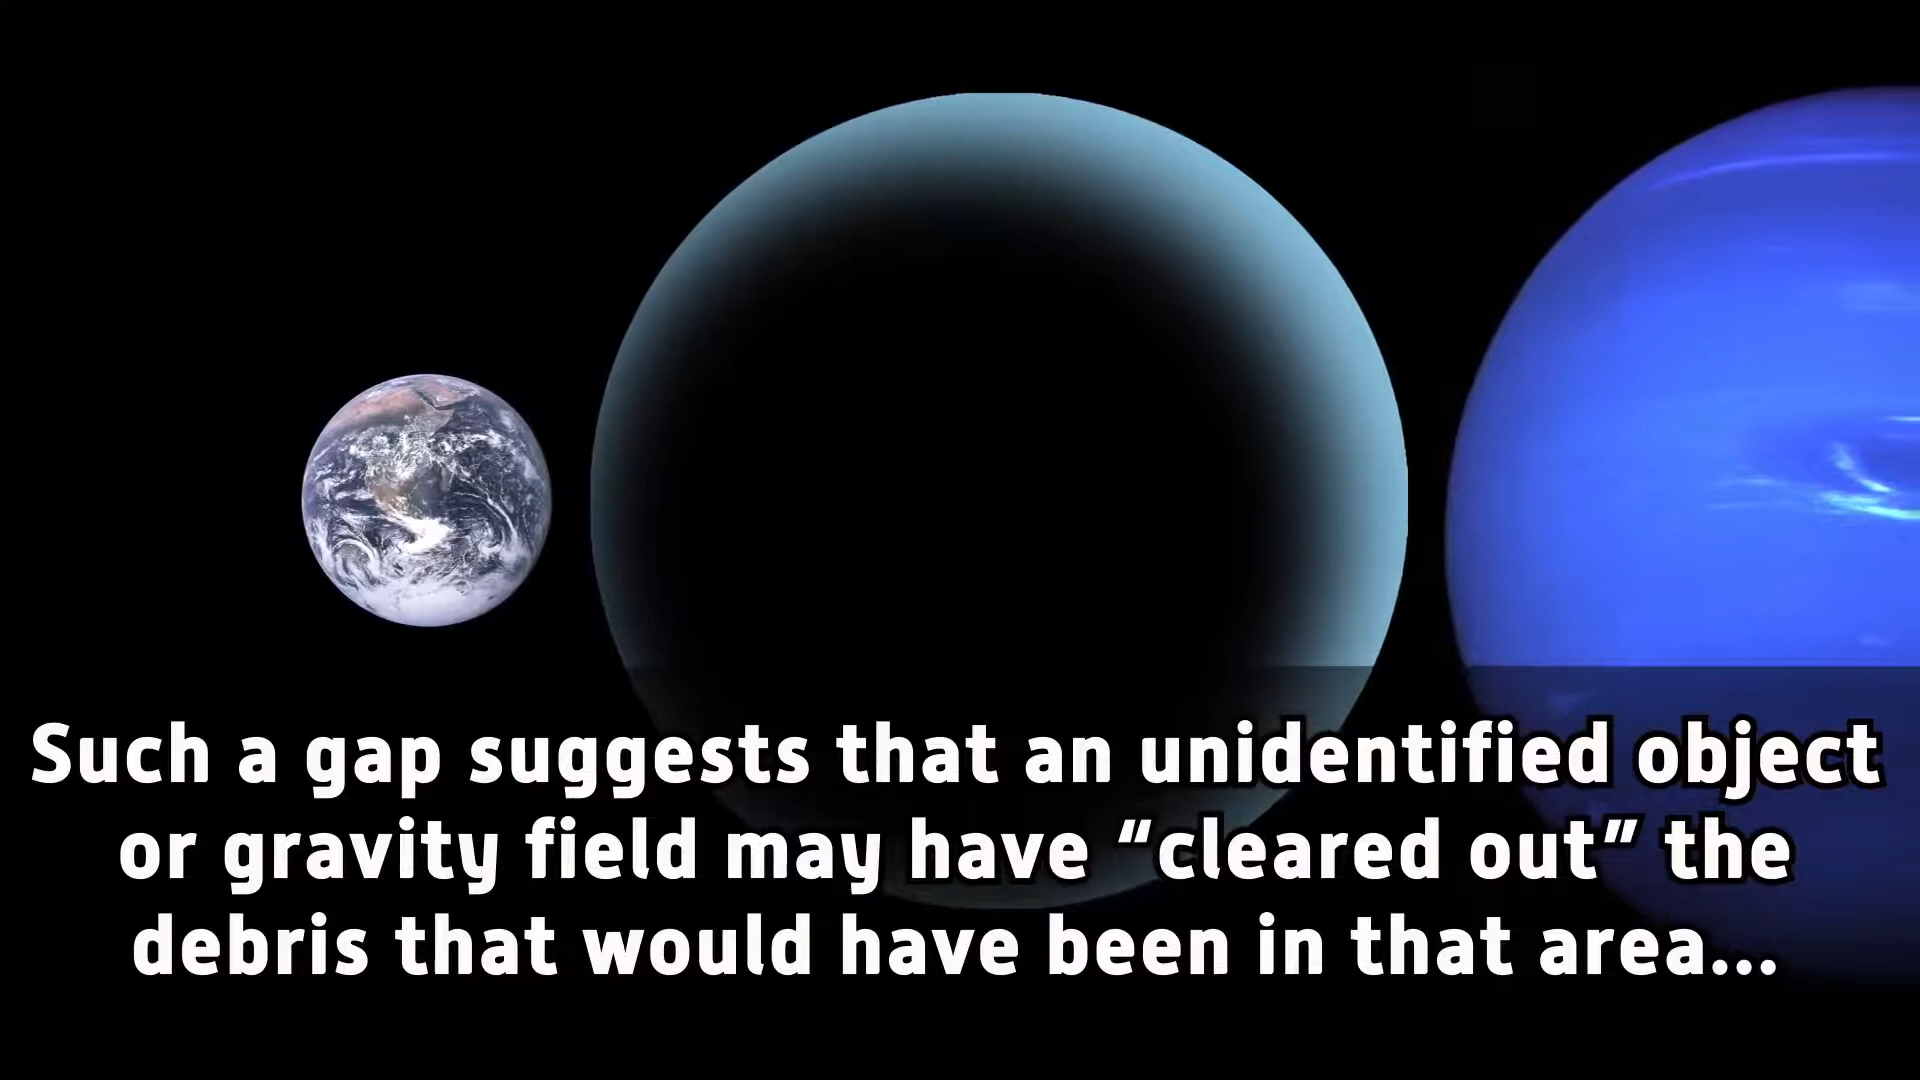 Such a gap suggests that an unidentified object
or gravity field may have “cleared out” the
debris that would have been in that area...